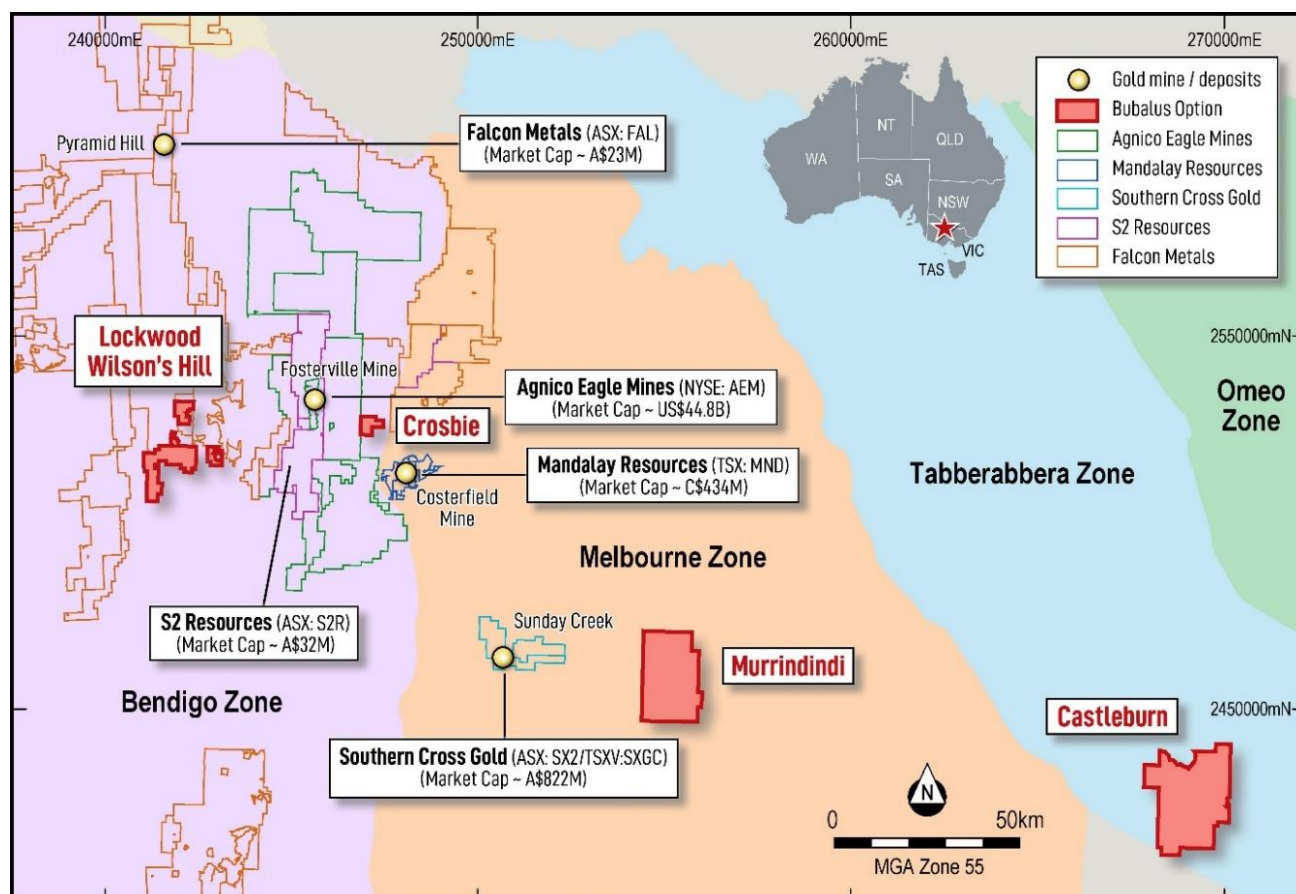 240000mE
250000mE
260000mE
270000mE
Gold mine / deposits
Bubalus Option
Agnico Eagle Mines
Mandalay Resources
Southern Cross Gold
S2 Resources
Falcon Metals
WA
NT
SA
QLD
NSW
VIC
TAS
Pyramid Hill
Falcon Metals (ASX: FAL)
(Market Cap ~ A$23M)
Lockwood
Wilson's Hill
Fosterville Mine
2550000mN
Agnico Eagle Mines (NYSE: AEM)
(Market Cap ~ US$44.8B)
Omeo
Zone
Crosbie
Mandalay Resources (TSX: MND)
(Market Cap ~ C$434M)
Tabberabbera Zone
Costerfield
Mine
Melbourne Zone
S2 Resources (ASX: S2R)
(Market Cap ~ A$32M)
Sunday Creek
Murrindindi
Bendigo Zone
Castleburn
2450000mN
Southern Cross Gold (ASX: SX2/TSXV:SXGC)
(Market Cap ~ A$822M)
N
0 50km
MGA Zone 55